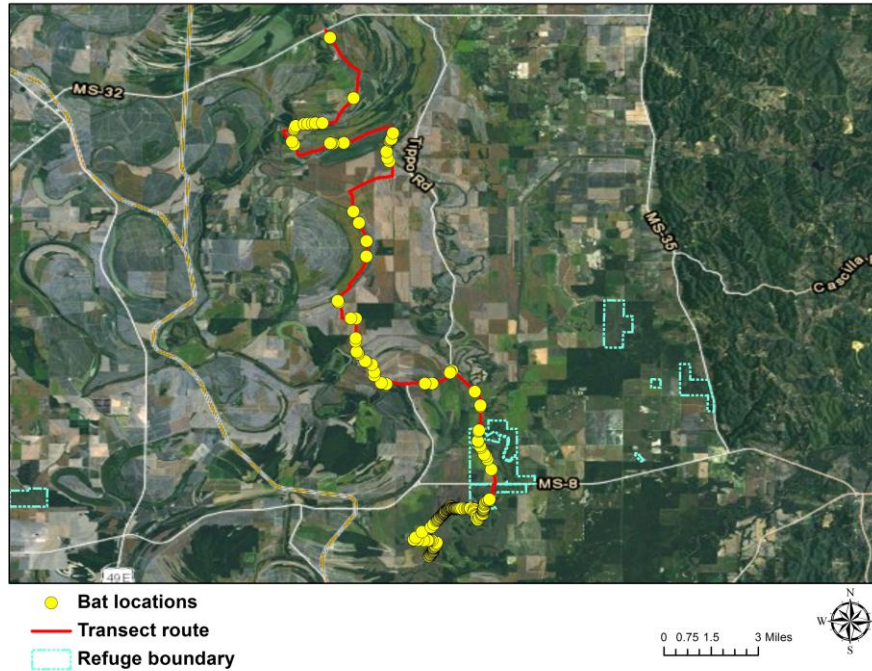 MS-32
Tippo Rd
MS-35
Cascilla
MS-8
49E
Bat locations
Transect route
Refuge boundary
0 0.75 1.5 3 Miles
N
W E
S